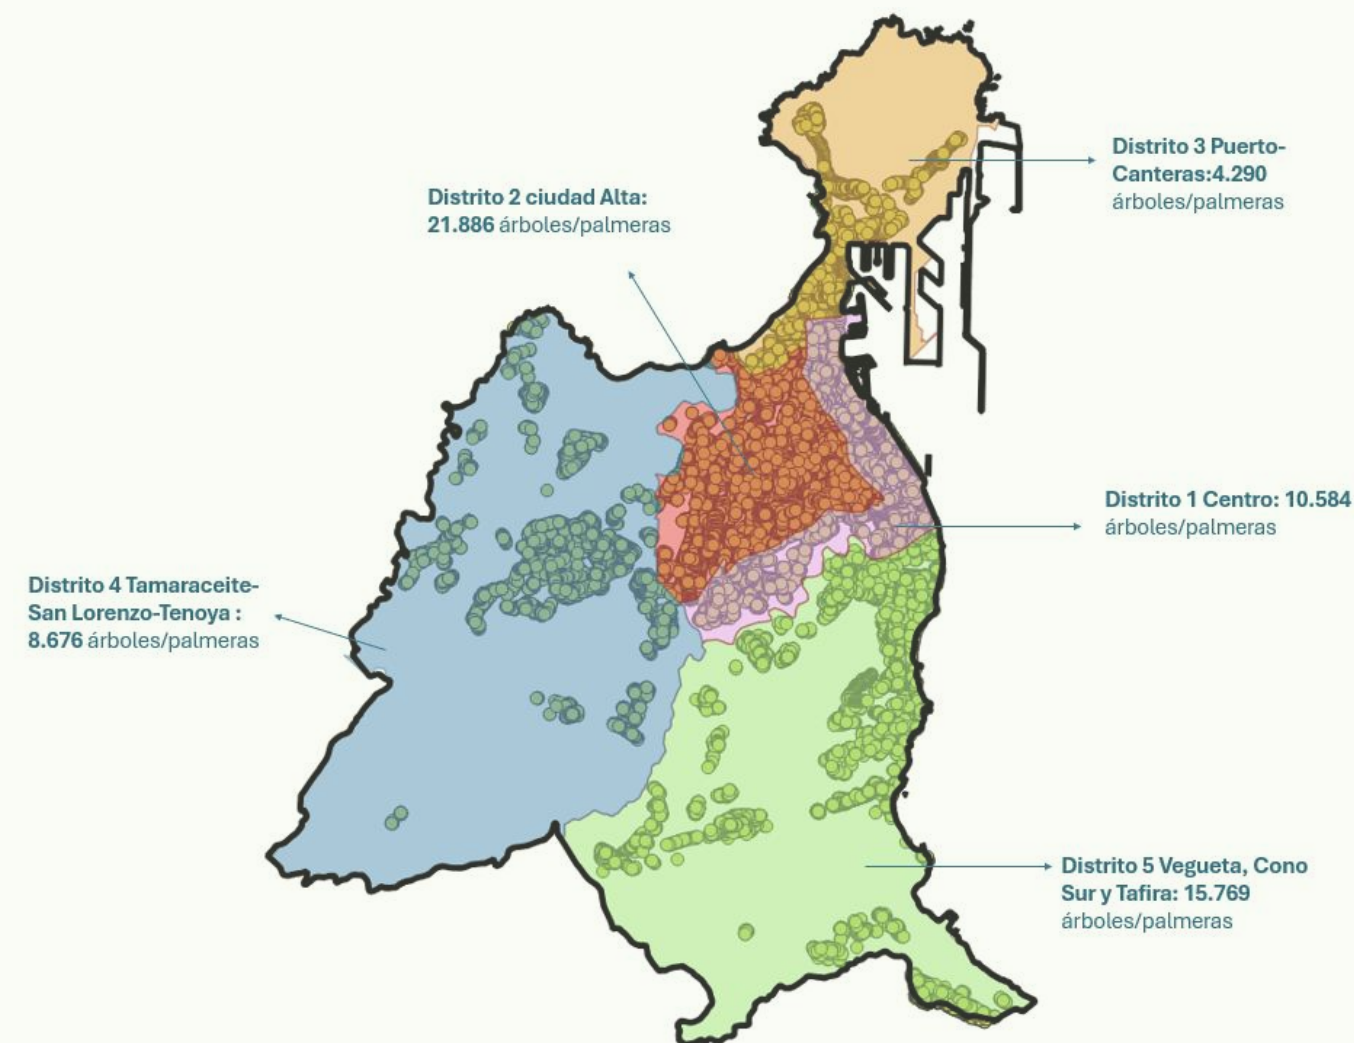 Distrito 3 Puerto-
Canteras:4.290
árboles/palmeras
Distrito 2 ciudad Alta:
21.886 árboles/palmeras
Distrito 1 Centro: 10.584
árboles/palmeras
Distrito 4 Tamaraceite-
San Lorenzo-Tenoya :
8.676 árboles/palmeras
Distrito 5 Vegueta, Cono
Sur y Tafira: 15.769
árboles/palmeras